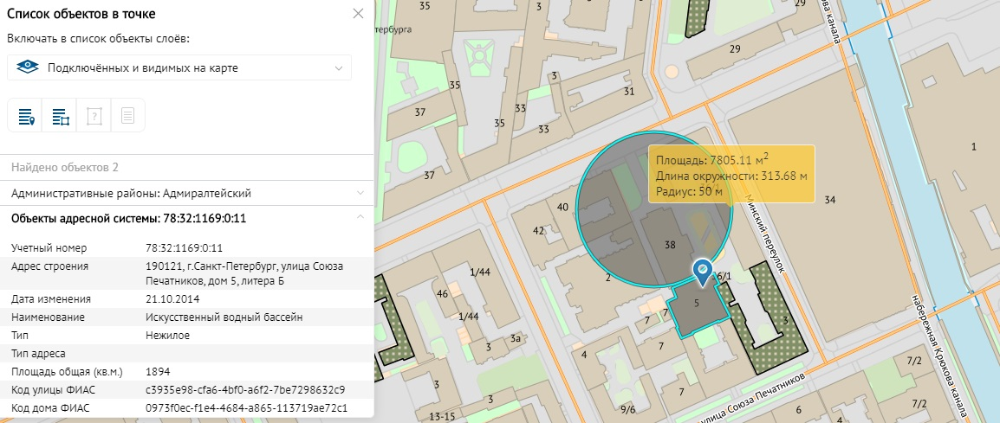 Список объектов в точке
Включать в список объекты слоёв:
Подключённых и видимых на карте
Найдено объектов 2
Административные районы: Адмиралтейский
Объекты адресной системы: 78:32:1169:0:11
Учетный номер 78:32:1169:0:11
Адрес строения 190121, г.Санкт-Петербург, улица Союза
Печатников, дом 5, литера Б
Дата изменения 21.10.2014
Наименование Искусственный водный бассейн
Тип Нежилое
Тип адреса
Площадь общая (кв.м.) 1894
Код улицы ФИАС c3935e98-cfa6-4bf0-a6f2-7be7298632c9
Код дома ФИАС 0973f0ec-f1e4-4684-a865-113719ae72c1
35
3
29
тербурга
кова канала
29
35
3
31
37
33
35
33
1
37
Площадь: 7805.11 м2
Длина окружности: 313.68 м
Радиус: 50 м
40
34
Минский переулок
42
38
2
1/44
6/1
46
5
1/44
7
7
3
3
3а
4
7
7
набережная Крюкова канала
7/2
3
3
9/6
улица Союза Печатников
6
7/2
13-15